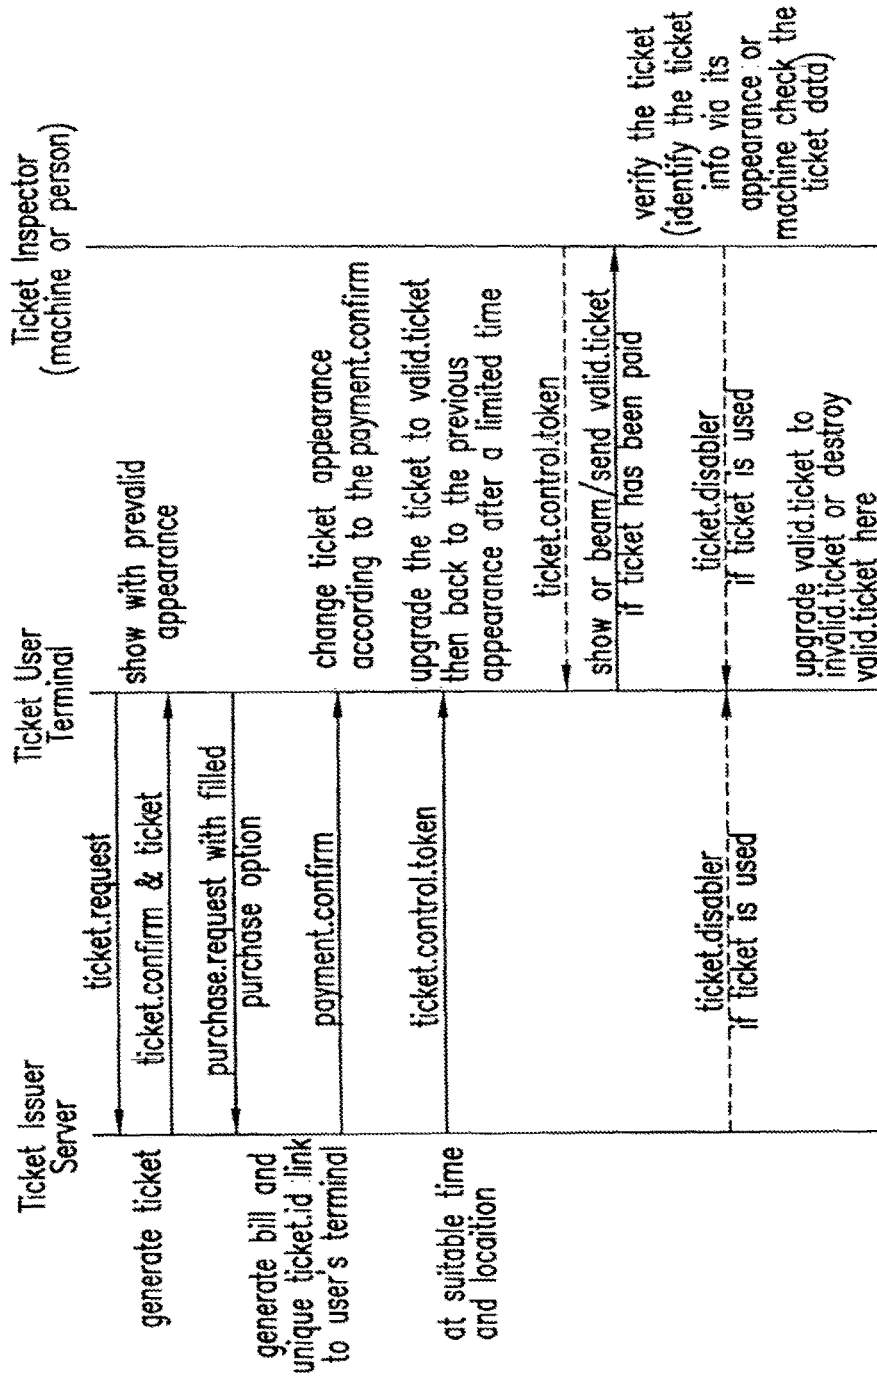 Ticket Issuer
Server
Ticket User
Terminal
Ticket Inspector
(machine or person)
ticket.request
generate ticket
ticket.confirm & ticket
show with prevalid
appearance
purchase.request with filled
purchase option
generate bill and
unique ticket.id link
to user's terminal
payment.confirm
change ticket appearance
according to the payment.confirm
at suitable time
and locaition
ticket.control.token
upgrade the ticket to valid.ticket
then back to the previous
appearance after a limited time
ticket.control.token
show or beam/send valid.ticket
if ticket has been paid
verify the ticket
(identify the ticket
info via its
appearance or
machine check the
ticket data)
ticket.disabler
if ticket is used
ticket.disabler
if ticket is used
upgrade valid.ticket to
invalid.ticket or destroy
valid.ticket here